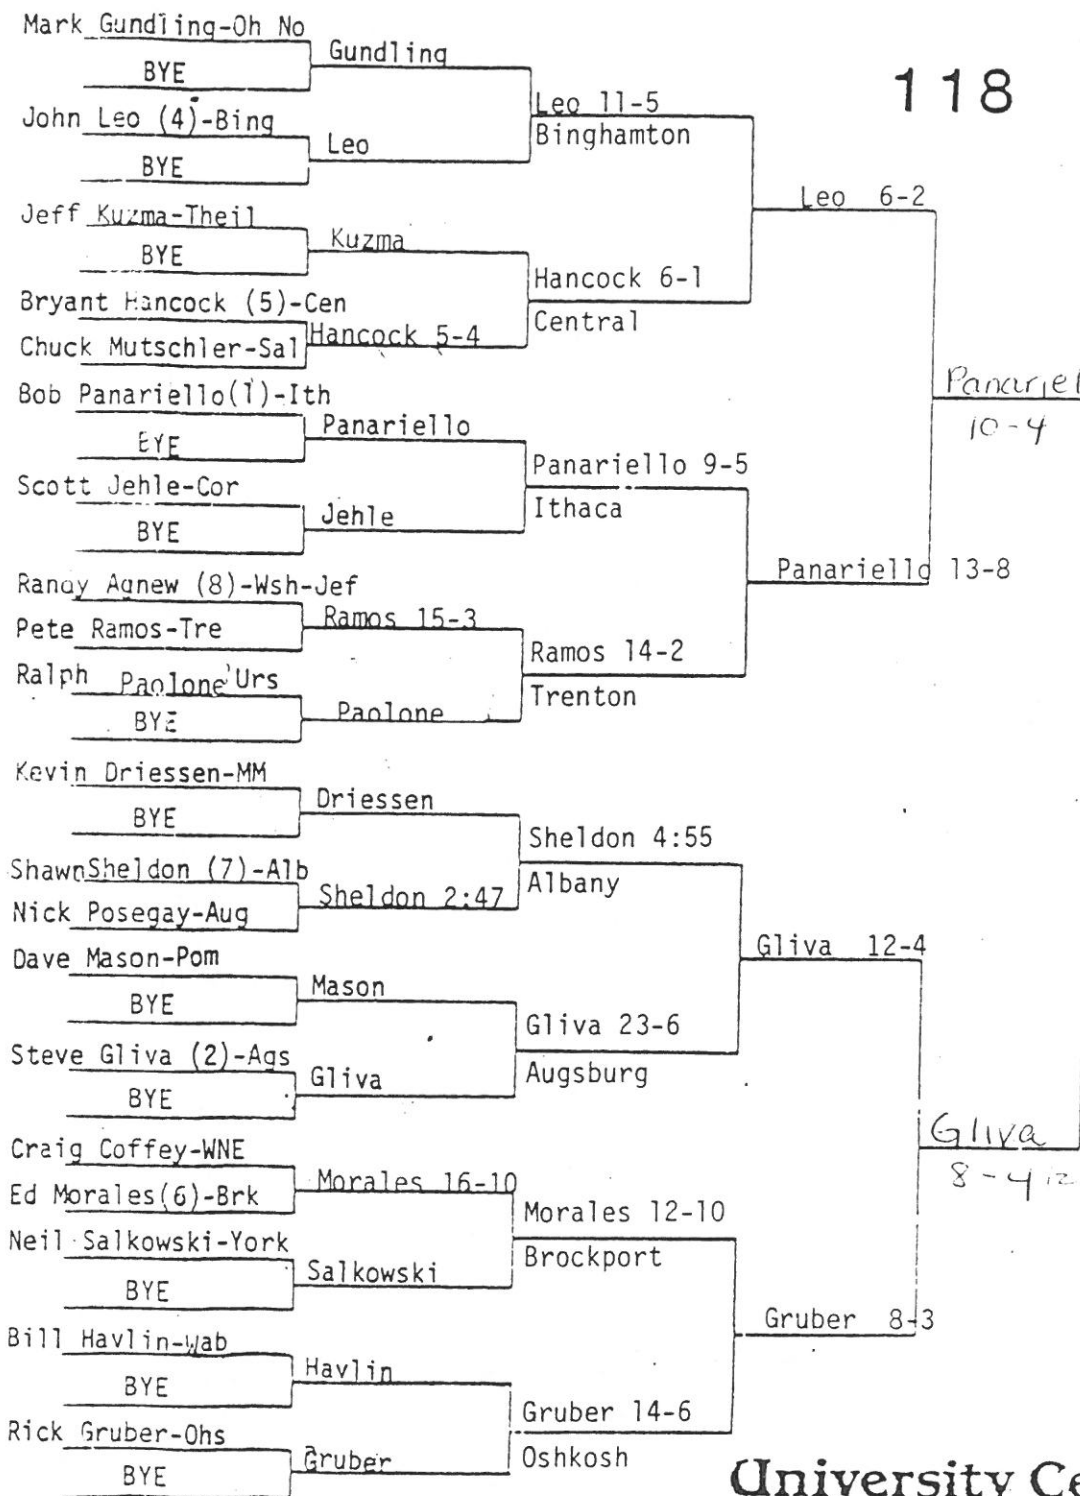 Mark Gundling-Oh No
BYE
Gundling
John Leo (4)-Bing
BYE
Leo
Leo 11-5
Binghamton
118
Jeff Kuzma-Theil
BYE
Kuzma
Bryant Hancock (5)-Cen
Chuck Mutschler-Sal
Hancock 5-4
Hancock 6-1
Central
Leo 6-2
Bob Panariello(1)-Ith
BYE
Panariello
Scott Jehle-Cor
BYE
Jehle
Panariello 9-5
Ithaca
Randy Agnew (8)-Wsh-Jef
Pete Ramos-Tre
Ramos 15-3
Ralph Paolone'Urs
BYE
Paolone
Ramos 14-2
Trenton
Panariello 13-8
Panariel
10-4
Kevin Driessen-MM
BYE
Driessen
Shawn Sheldon (7)-Alb
Nick Posegay-Aug
Sheldon 2:47
Sheldon 4:55
Albany
Dave Mason-Pom
BYE
Mason
Steve Gliva (2)-Ags
BYE
Gliva
Gliva 23-6
Augsburg
Gliva 12-4
Craig Coffey-WNE
Ed Morales(6)-Brk
Morales 16-10
Neil Salkowski-York
BYE
Salkowski
Morales 12-10
Brockport
Bill Havlin-Wab
BYE
Havlin
Rick Gruber-Ohs
BYE
Gruber
Gruber 14-6
Oshkosh
Gruber 8-3
Gliva
8-4
University Ce